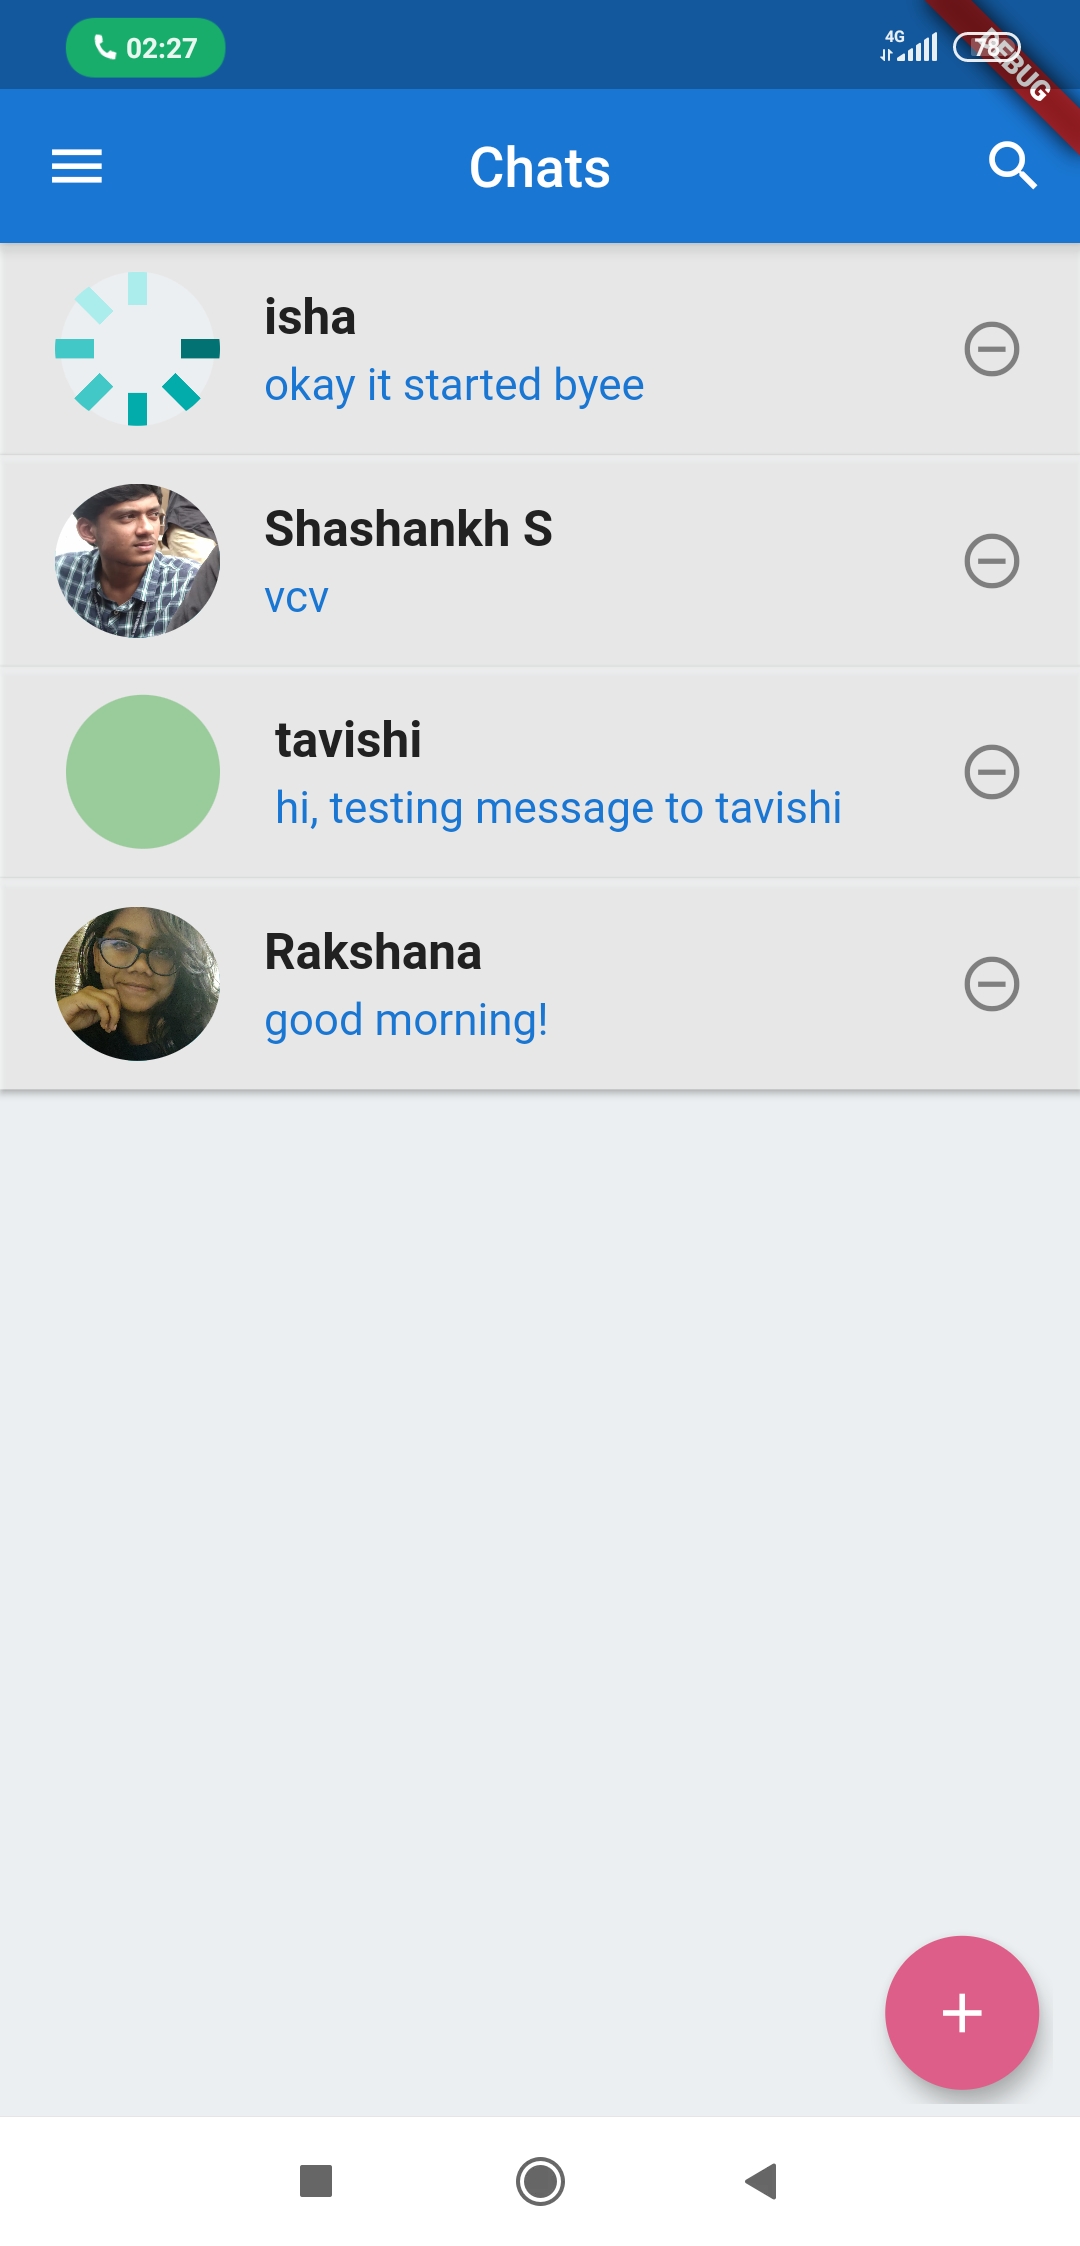 02:27
4G
78
DEBUG
Chats
isha
okay it started byee
Shashankh S
vcv
tavishi
hi, testing message to tavishi
Rakshana
good morning!